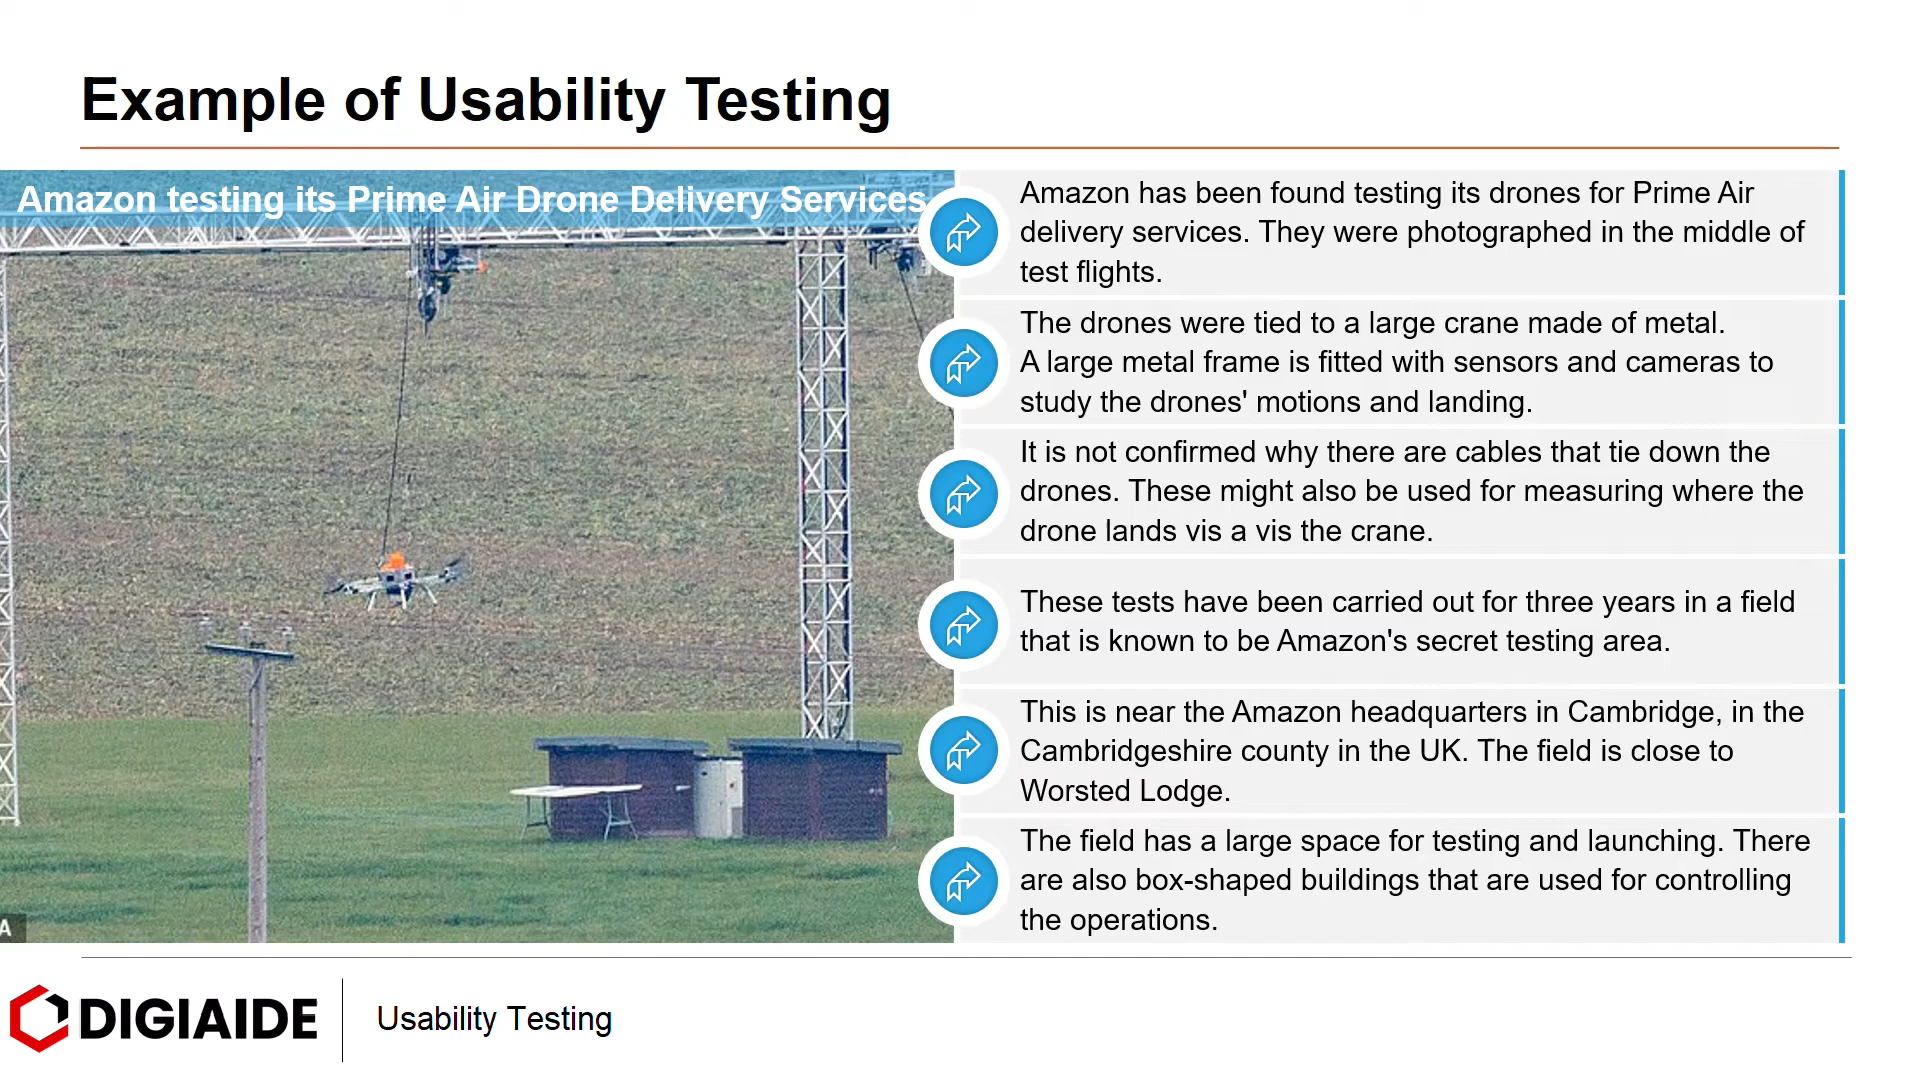 Example of Usability Testing
Amazon testing its Prime Air Drone Delivery Services
Amazon has been found testing its drones for Prime Air
delivery services. They were photographed in the middle of
test flights.
The drones were tied to a large crane made of metal.
A large metal frame is fitted with sensors and cameras to
study the drones' motions and landing.
It is not confirmed why there are cables that tie down the
drones. These might also be used for measuring where the
drone lands vis a vis the crane.
These tests have been carried out for three years in a field
that is known to be Amazon's secret testing area.
This is near the Amazon headquarters in Cambridge, in the
Cambridgeshire county in the UK. The field is close to
Worsted Lodge.
The field has a large space for testing and launching. There
are also box-shaped buildings that are used for controlling
the operations.
A
DIGIAIDE
Usability Testing